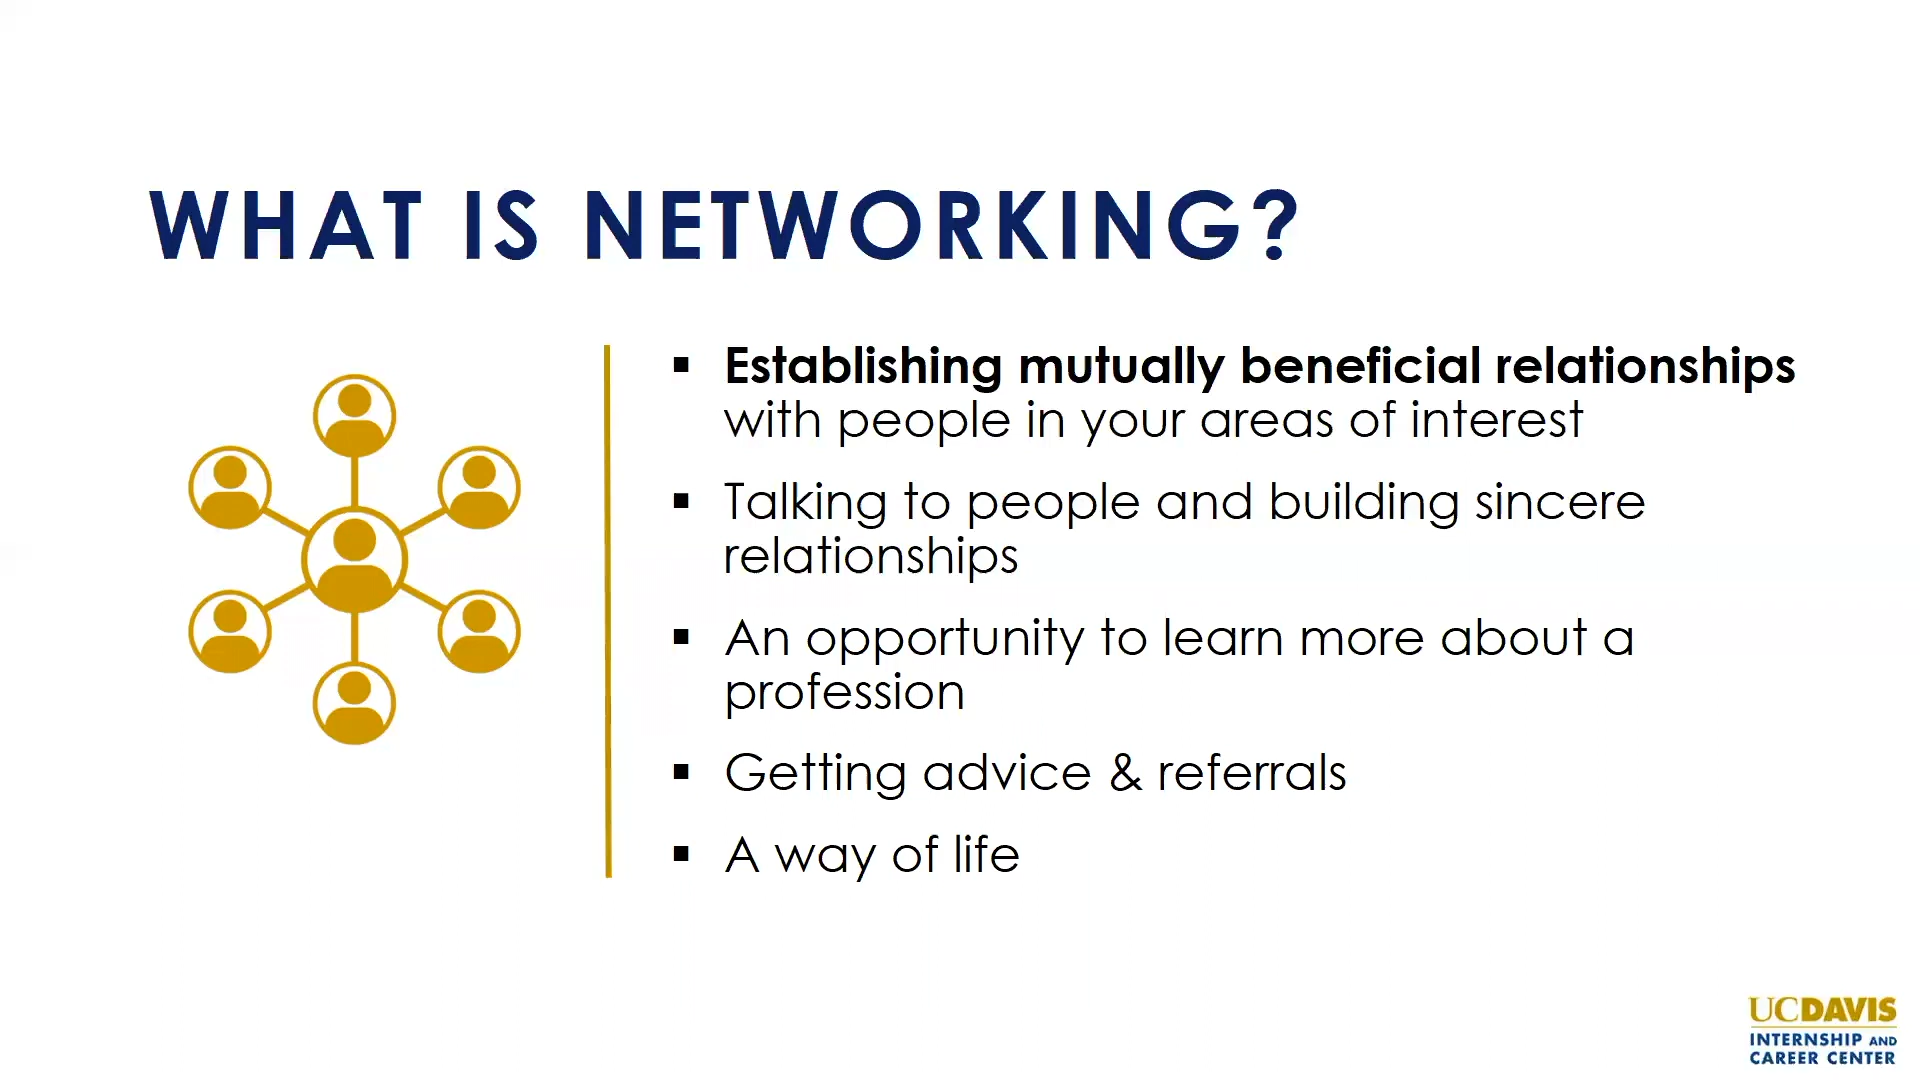 WHAT IS NETWORKING?
▪ Establishing mutually beneficial relationships
with people in your areas of interest
▪ Talking to people and building sincere
relationships
▪ An opportunity to learn more about a
profession
▪ Getting advice & referrals
▪ A way of life
UCDAVIS
INTERNSHIP AND
CAREER CENTER